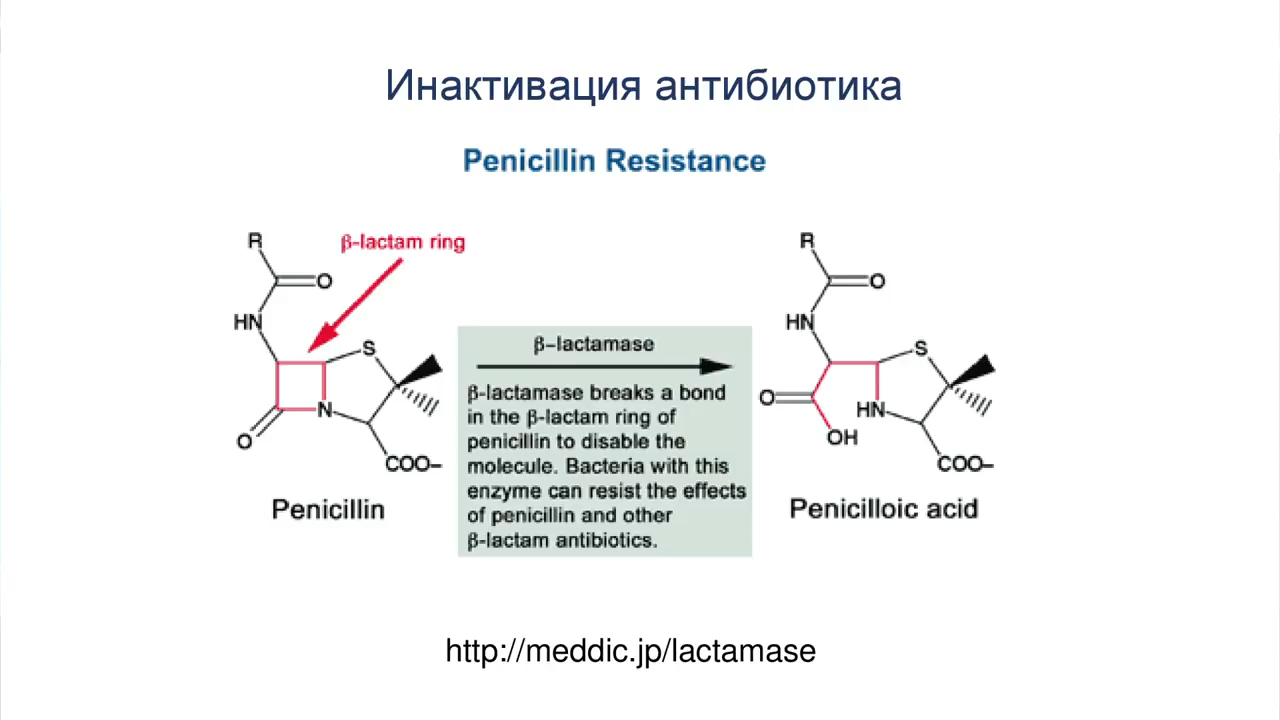 Инактивация антибиотика
Penicillin Resistance
R
β-lactam ring
O
HN
S
N
O
COO–
Penicillin
β–lactamase
β-lactamase breaks a bond
in the β-lactam ring of
penicillin to disable the
molecule. Bacteria with this
enzyme can resist the effects
of penicillin and other
β-lactam antibiotics.
R
O
HN
S
O
HN
OH
COO–
Penicilloic acid
http://meddic.jp/lactamase